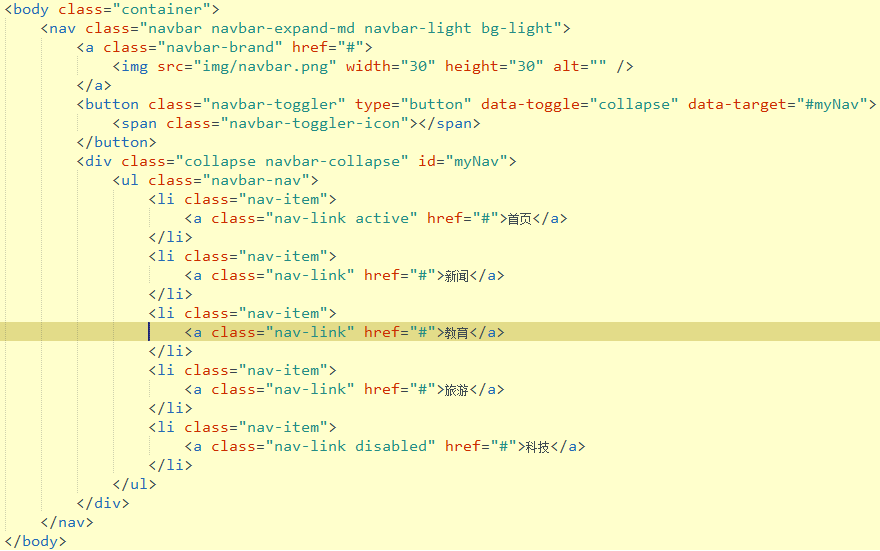 <body class="container">
<nav class="navbar navbar-expand-md navbar-light bg-light">
<a class="navbar-brand" href="#">
<img src="img/navbar.png" width="30" height="30" alt="" />
</a>
<button class="navbar-toggler" type="button" data-toggle="collapse" data-target="#myNav">
<span class="navbar-toggler-icon"></span>
</button>
<div class="collapse navbar-collapse" id="myNav">
<ul class="navbar-nav">
<li class="nav-item">
<a class="nav-link active" href="#">首页</a>
</li>
<li class="nav-item">
<a class="nav-link" href="#">新闻</a>
</li>
<li class="nav-item">
<a class="nav-link" href="#">教育</a>
</li>
<li class="nav-item">
<a class="nav-link" href="#">旅游</a>
</li>
<li class="nav-item">
<a class="nav-link disabled" href="#">科技</a>
</li>
</ul>
</div>
</nav>
</body>